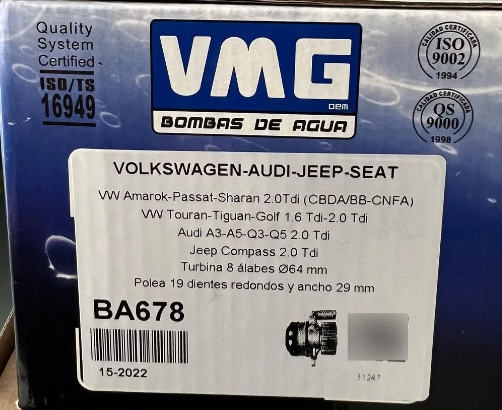 Quality
System
Certified
ISO/TS
16949
VMG
OEM
BOMBAS DE AGUA
CALIDAD CERTIFICADA
ISO
9002
1994
CALIDAD CERTIFICADA
QS
9000
1998
VOLKSWAGEN-AUDI-JEEP-SEAT
VW Amarok-Passat-Sharan 2.0Tdi (CBDA/BB-CNFA)
VW Touran-Tiguan-Golf 1.6 Tdi-2.0 Tdi
Audi A3-A5-Q3-Q5 2.0 Tdi
Jeep Compass 2.0 Tdi
Turbina 8 álabes Ø64 mm
Polea 19 dientes redondos y ancho 29 mm
BA678
15-2022
31247